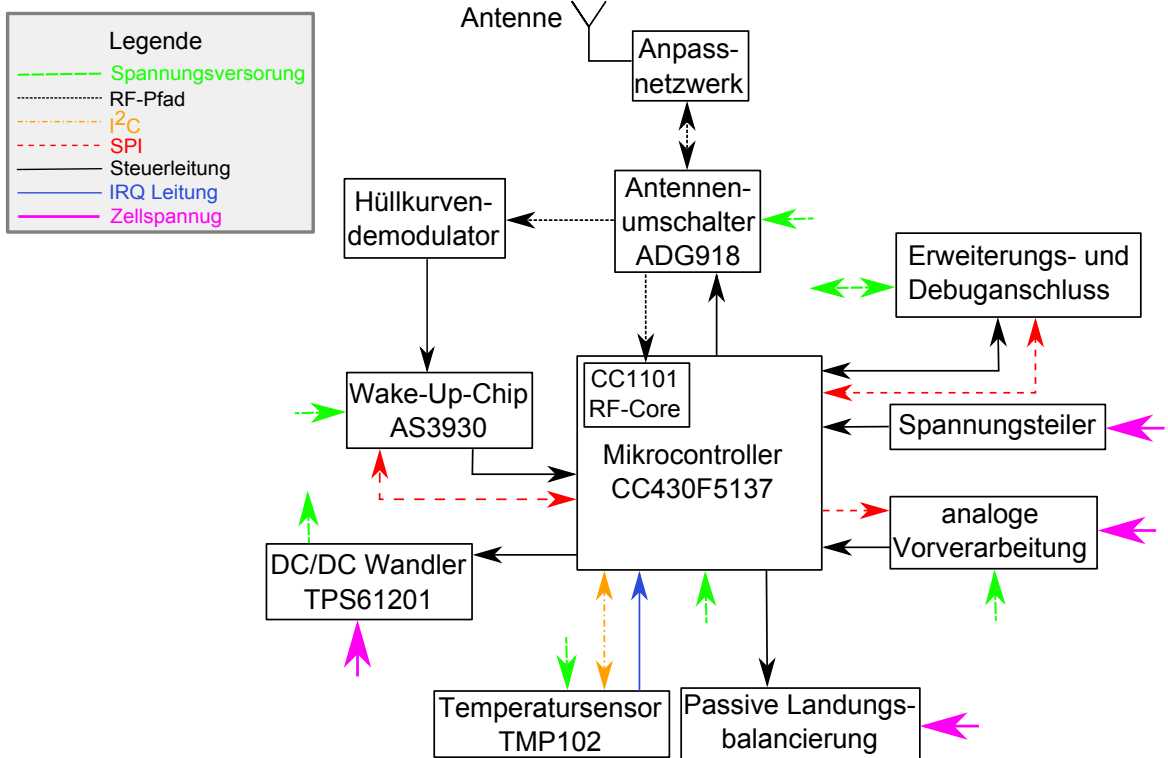 Legende
Spannungsversorung
RF-Pfad
I²C
SPI
Steuerleitung
IRQ Leitung
Zellspannug
Antenne
Anpass-
netzwerk
Hüllkurven-
demodulator
Antennen-
umschalter
ADG918
Erweiterungs- und
Debuganschluss
Wake-Up-Chip
AS3930
CC1101
RF-Core
Mikrocontroller
CC430F5137
Spannungsteiler
analoge
Vorverarbeitung
DC/DC Wandler
TPS61201
Temperatursensor
TMP102
Passive Landungs-
balancierung